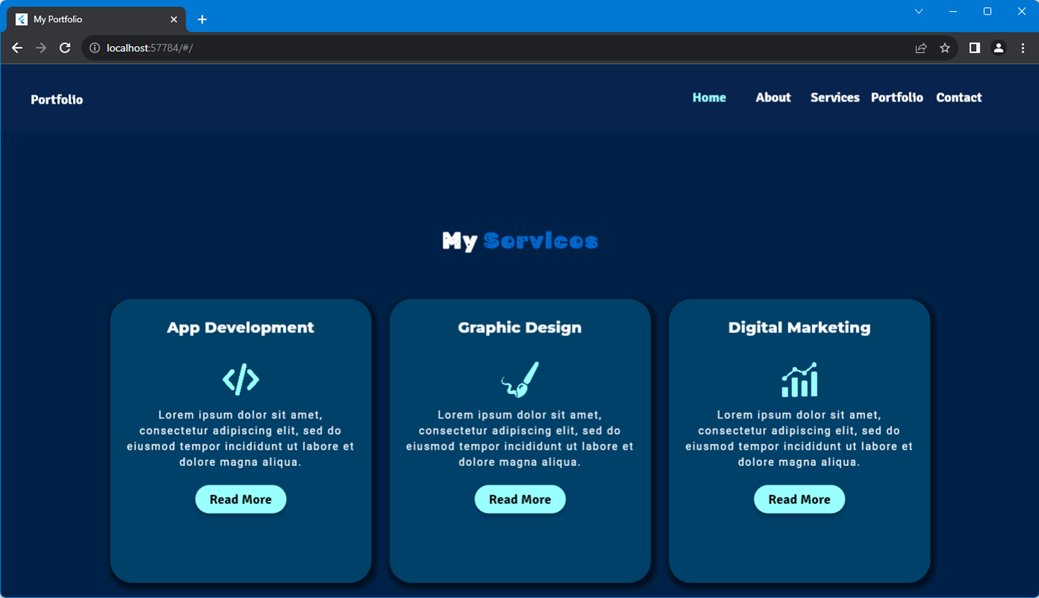 My Portfolio
localhost:57784/#/
Portfolio
Home About Services Portfolio Contact
My Services
App Development
Lorem ipsum dolor sit amet,
consectetur adipiscing elit, sed do
eiusmod tempor incididunt ut labore et
dolore magna aliqua.
Read More
Graphic Design
Lorem ipsum dolor sit amet,
consectetur adipiscing elit, sed do
eiusmod tempor incididunt ut labore et
dolore magna aliqua.
Read More
Digital Marketing
Lorem ipsum dolor sit amet,
consectetur adipiscing elit, sed do
eiusmod tempor incididunt ut labore et
dolore magna aliqua.
Read More